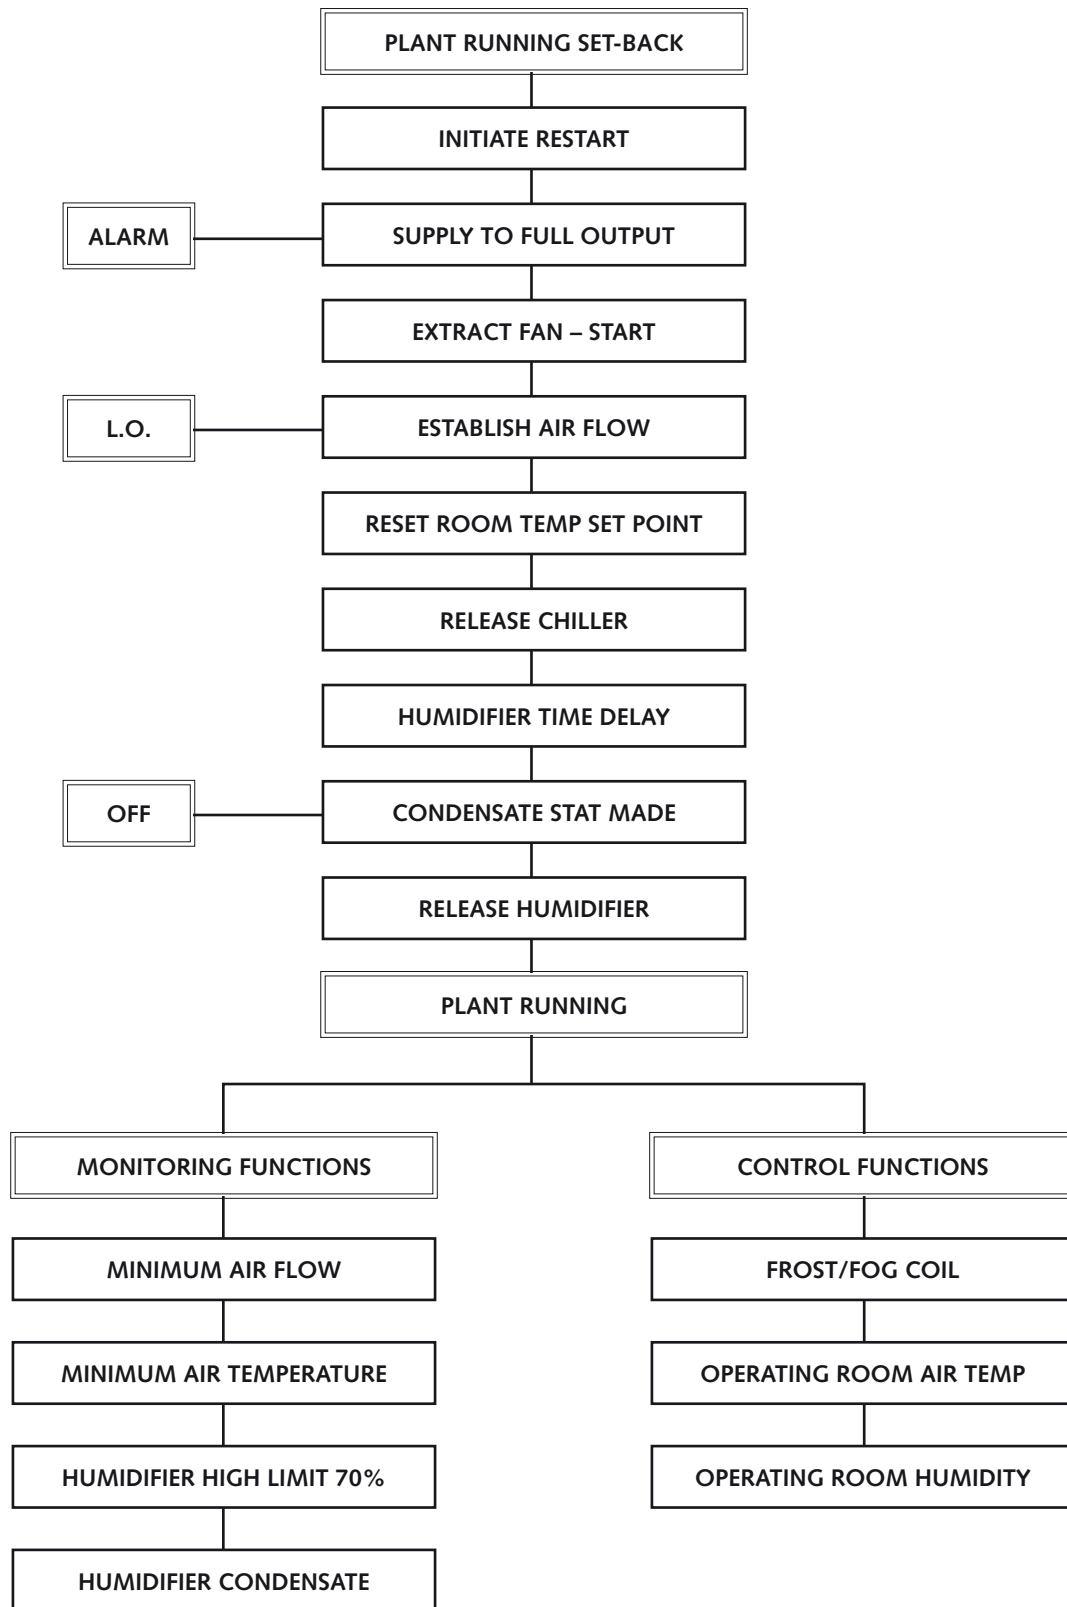 PLANT RUNNING SET-BACK
INITIATE RESTART
ALARM
SUPPLY TO FULL OUTPUT
EXTRACT FAN – START
L.O.
ESTABLISH AIR FLOW
RESET ROOM TEMP SET POINT
RELEASE CHILLER
HUMIDIFIER TIME DELAY
OFF
CONDENSATE STAT MADE
RELEASE HUMIDIFIER
PLANT RUNNING
MONITORING FUNCTIONS
CONTROL FUNCTIONS
MINIMUM AIR FLOW
FROST/FOG COIL
MINIMUM AIR TEMPERATURE
OPERATING ROOM AIR TEMP
HUMIDIFIER HIGH LIMIT 70%
OPERATING ROOM HUMIDITY
HUMIDIFIER CONDENSATE